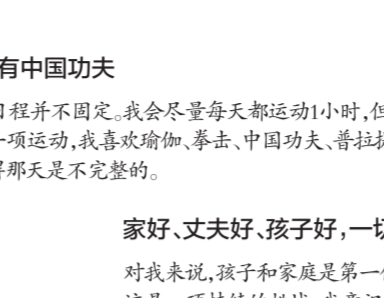 有中国功夫
日程并不固定。我会尽量每天都运动1小时,但
一项运动,我喜欢瑜伽、拳击、中国功夫、普拉提
得那天是不完整的。
家好、丈夫好、孩子好,一切
对我来说,孩子和家庭是第一